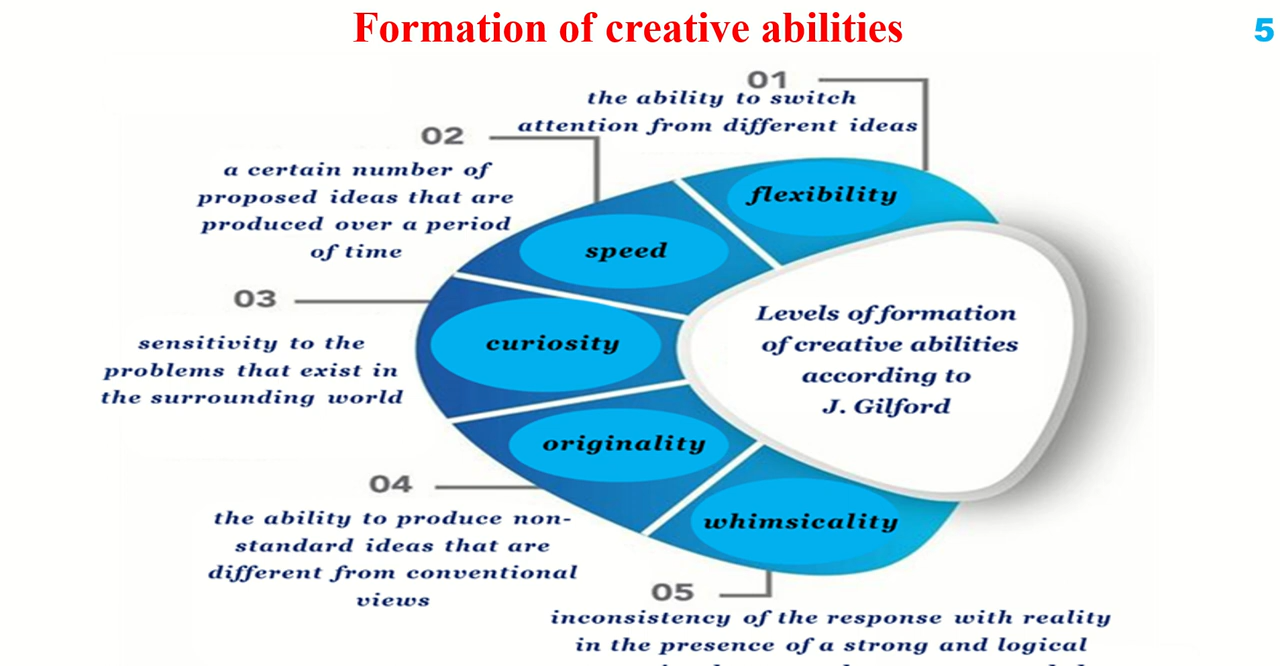 Formation of creative abilities
5
01
the ability to switch
attention from different ideas
02
a certain number of
proposed ideas that are
produced over a period
of time
flexibility
speed
03
sensitivity to the
problems that exist in
the surrounding world
curiosity
Levels of formation
of creative abilities
according to
J. Gilford
originality
04
the ability to produce non-
standard ideas that are
different from conventional
views
whimsicality
05
inconsistency of the response with reality
in the presence of a strong and logical